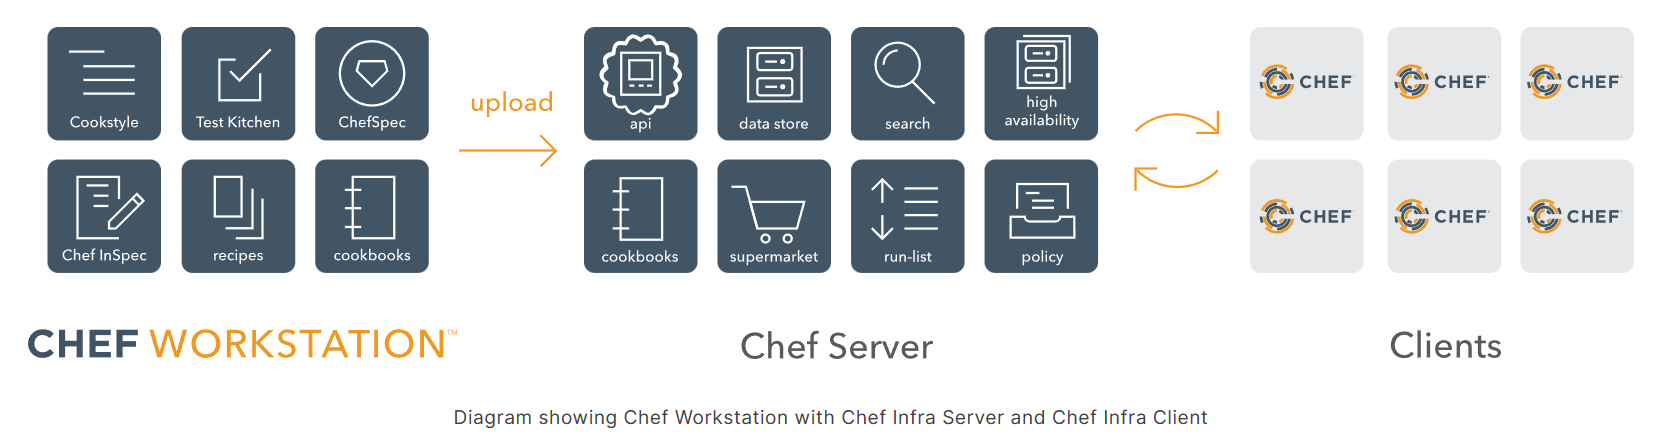 Cookstyle
Test Kitchen
ChefSpec
Chef InSpec
recipes
cookbooks
CHEF WORKSTATION™
upload
api
data store
search
high
availability
cookbooks
supermarket
run-list
policy
Chef Server
CHEF
CHEF
CHEF
CHEF
CHEF
CHEF
Clients
Diagram showing Chef Workstation with Chef Infra Server and Chef Infra Client